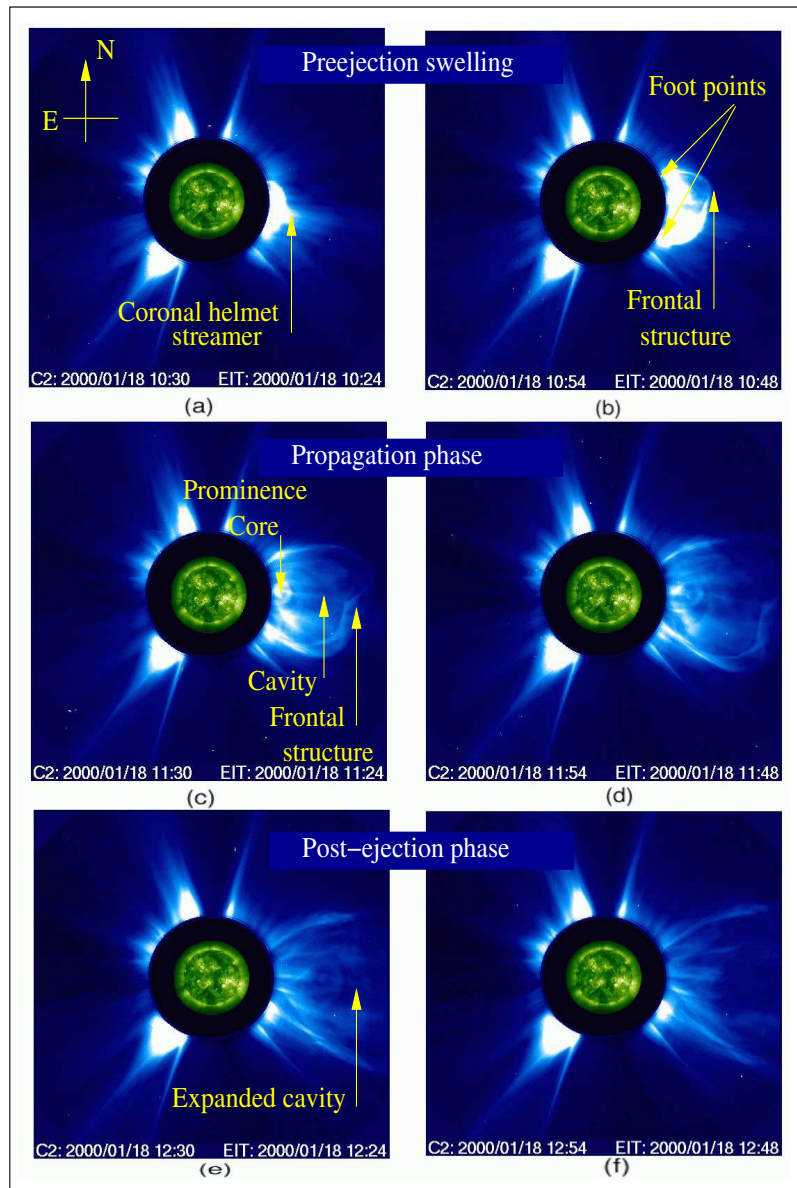 Preejection swelling
N
E
Coronal helmet
streamer
C2: 2000/01/18 10:30 EIT: 2000/01/18 10:24
(a)
Foot points
Frontal
structure
C2: 2000/01/18 10:54 EIT: 2000/01/18 10:48
(b)
Propagation phase
Prominence
Core
Cavity
Frontal
structure
C2: 2000/01/18 11:30 EIT: 2000/01/18 11:24
(c)
C2: 2000/01/18 11:54 EIT: 2000/01/18 11:48
(d)
Post−ejection phase
Expanded cavity
C2: 2000/01/18 12:30 EIT: 2000/01/18 12:24
(e)
C2: 2000/01/18 12:54 EIT: 2000/01/18 12:48
(f)